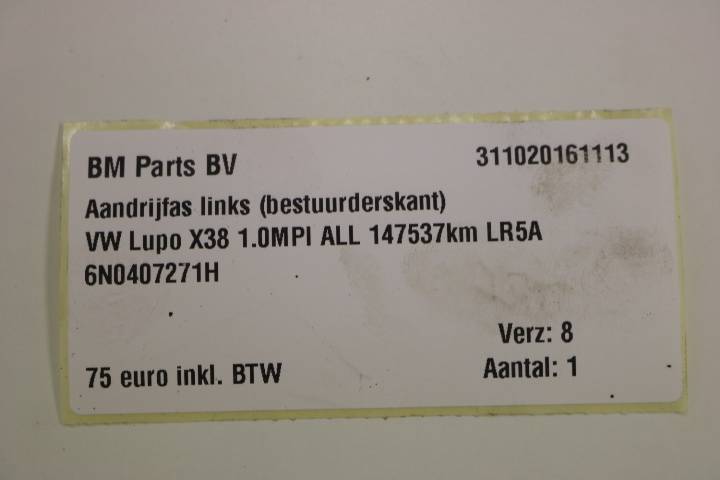 BM Parts BV 311020161113
Aandrijfas links (bestuurderskant)
VW Lupo X38 1.0MPI ALL 147537km LR5A
6N0407271H
Verz: 8
75 euro inkl. BTW Aantal: 1